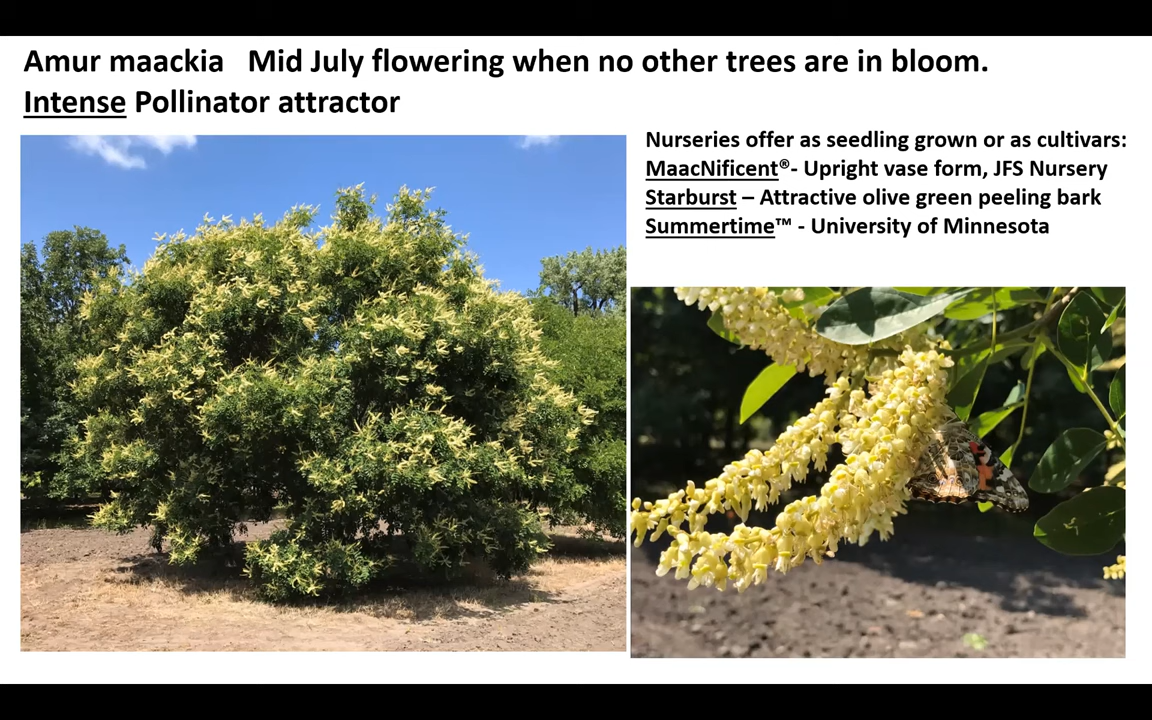 Amur maackia   Mid July flowering when no other trees are in bloom.
Intense Pollinator attractor
Nurseries offer as seedling grown or as cultivars:
MaacNificent®- Upright vase form, JFS Nursery
Starburst – Attractive olive green peeling bark
Summertime™ - University of Minnesota